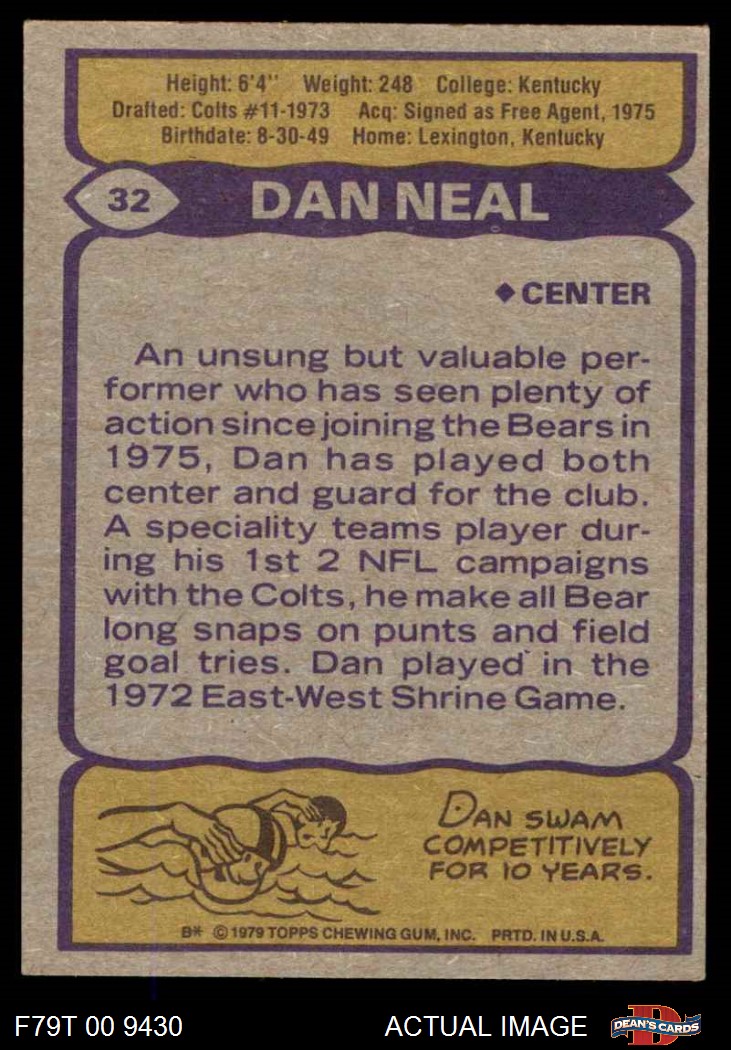 Height: 6'4" Weight: 248 College: Kentucky
Drafted: Colts #11-1973 Acq: Signed as Free Agent, 1975
Birthdate: 8-30-49 Home: Lexington, Kentucky
32 DAN NEAL
◆ CENTER
An unsung but valuable per-
former who has seen plenty of
action since joining the Bears in
1975, Dan has played both
center and guard for the club.
A speciality teams player dur-
ing his 1st 2 NFL campaigns
with the Colts, he make all Bear
long snaps on punts and field
goal tries. Dan played in the
1972 East-West Shrine Game.
DAN SWAM
COMPETITIVELY
FOR 10 YEARS.
B* © 1979 TOPPS CHEWING GUM, INC. PRTD. IN U.S.A.
F79T 00 9430 ACTUAL IMAGE D DEAN'S CARDS